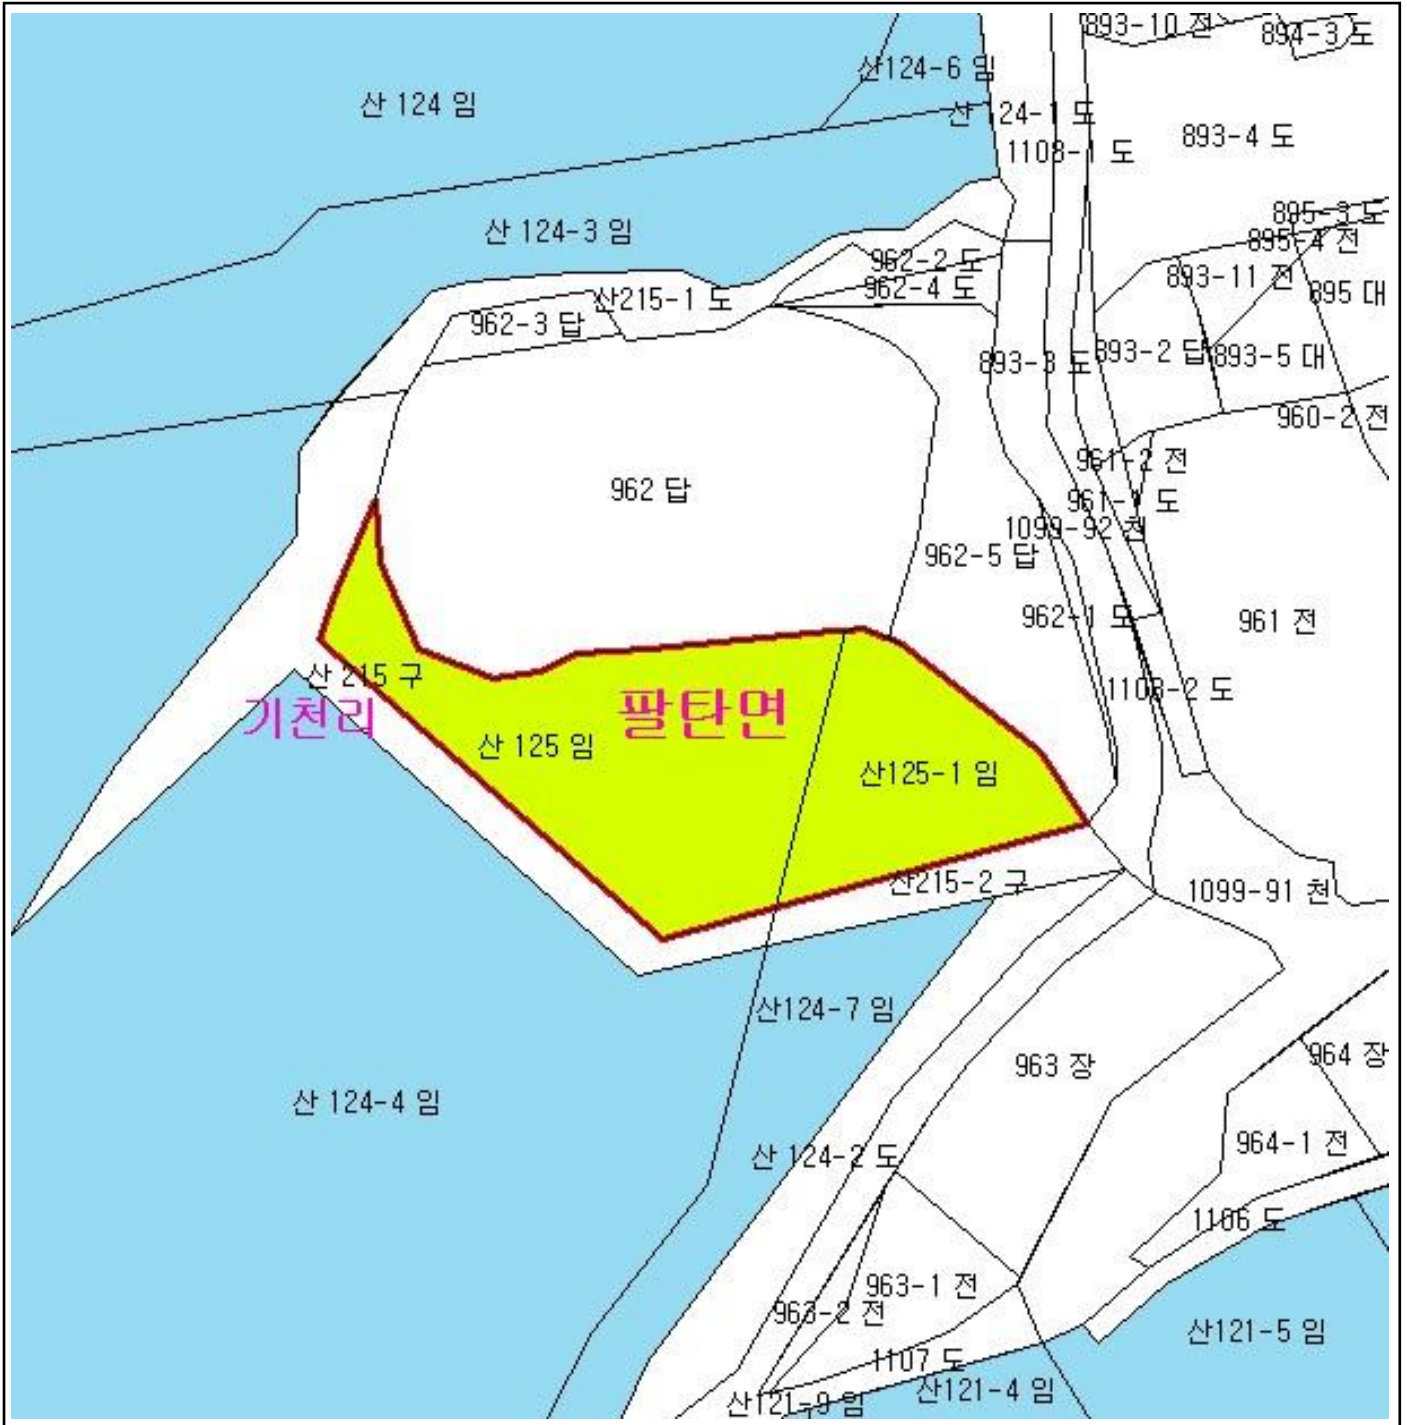 893-10 전
894-3 도
산124-6 임
산 124 임
산 124-1 도
893-4 도
1108-1 도
895-3 도
산 124-3 임
895-4 전
962-2 도
893-11 전
962-4 도
895 대
산215-1 도
962-3 답
893-3 도
893-2 답
893-5 대
960-2 전
961-2 전
962 답
961-1 도
1099-92 천
962-5 답
962-1 도
961 전
산 215 구
1108-2 도
기천리
팔탄면
산 125 임
산125-1 임
산215-2 구
1099-91 천
산124-7 임
963 장
964 장
산 124-4 임
964-1 전
산 124-2 도
1106 도
963-1 전
963-2 전
산121-5 임
1107 도
산121-4 임
산121-9 임